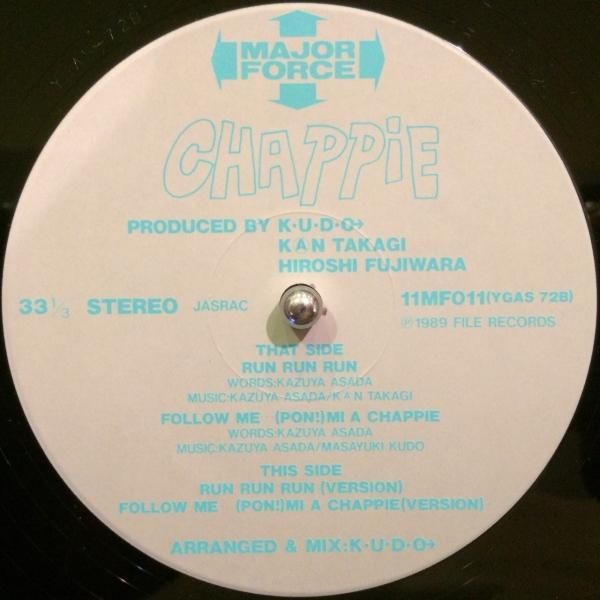 MAJOR
FORCE
CHAPPiE
PRODUCED BY K·U·D·O→
KAN TAKAGI
HIROSHI FUJIWARA
33 1/3 STEREO JASRAC 11MF011(YGAS 72B)
℗1989 FILE RECORDS
THAT SIDE
RUN RUN RUN
WORDS:KAZUYA ASADA
MUSIC:KAZUYA ASADA/KAN TAKAGI
FOLLOW ME (PON!)MI A CHAPPIE
WORDS:KAZUYA ASADA
MUSIC:KAZUYA ASADA/MASAYUKI KUDO
THIS SIDE
RUN RUN RUN (VERSION)
FOLLOW ME (PON!)MI A CHAPPIE(VERSION)
ARRANGED & MIX:K·U·D·O→